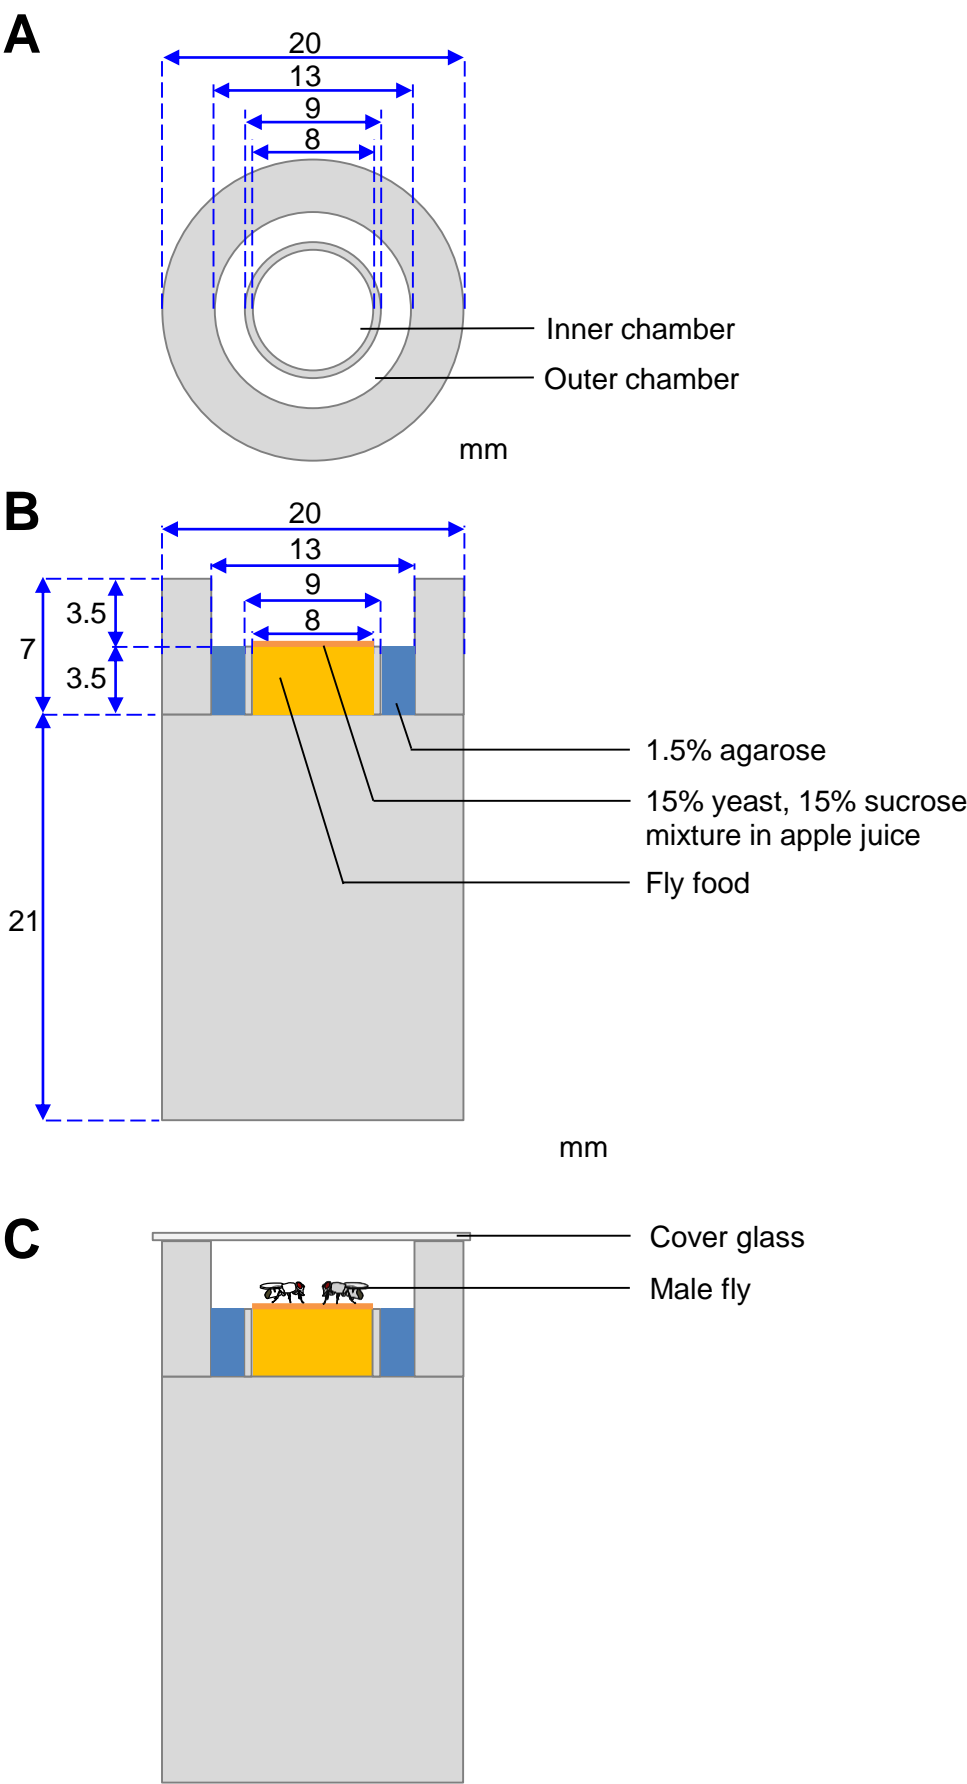 A
20
13
9
8
Inner chamber
Outer chamber
mm
B
20
13
9
8
3.5
7
3.5
1.5% agarose
15% yeast, 15% sucrose
mixture in apple juice
Fly food
21
mm
C
Cover glass
Male fly